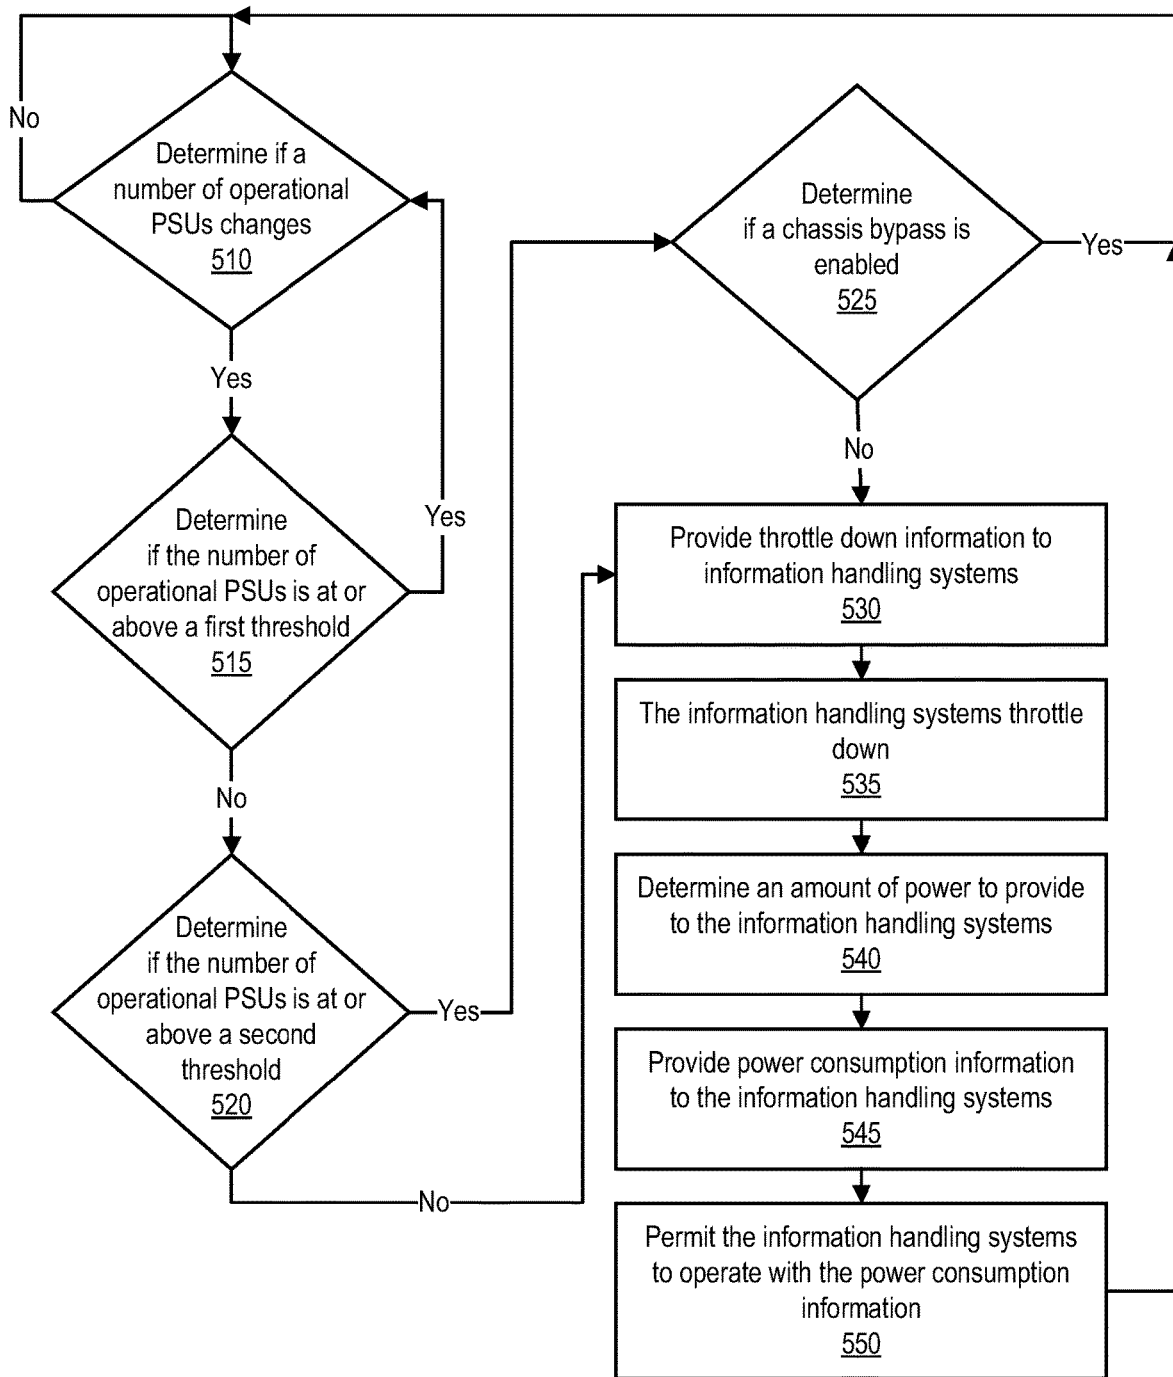 No
Determine if a
number of operational
PSUs changes
510
Yes
Determine
if the number of
operational PSUs is at or
above a first threshold
515
Yes
No
Determine
if the number of
operational PSUs is at or
above a second
threshold
520
Yes
No
Determine
if a chassis bypass is
enabled
525
Yes
No
Provide throttle down information to
information handling systems
530
The information handling systems throttle
down
535
Determine an amount of power to provide
to the information handling systems
540
Provide power consumption information
to the information handling systems
545
Permit the information handling systems
to operate with the power consumption
information
550